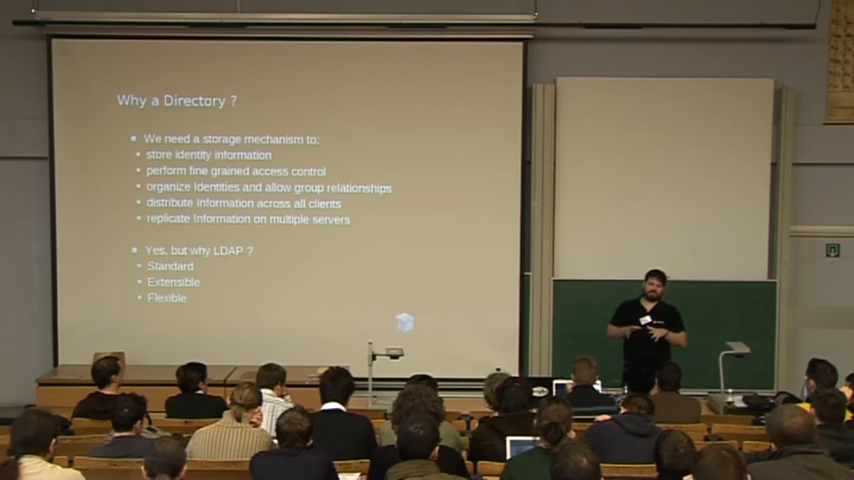 Why a Directory ?
We need a storage mechanism to:
store identity information
perform fine grained access control
organize Identities and allow group relationships
distribute Information across all clients
replicate Information on multiple servers
Yes, but why LDAP ?
Standard
Extensible
Flexible